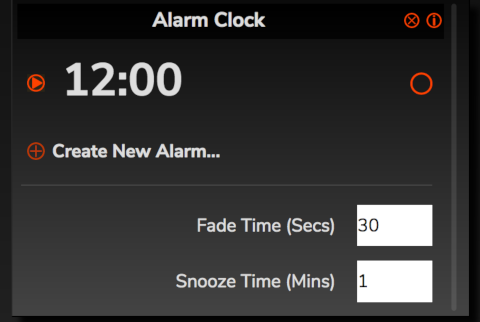 Alarm Clock
12:00
Create New Alarm...
Fade Time (Secs) 30
Snooze Time (Mins) 1